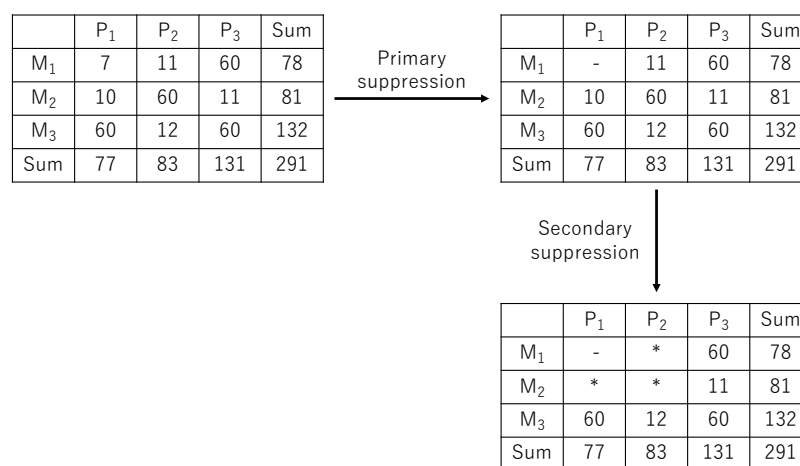 P₁ P₂ P₃ Sum
M₁ 7 11 60 78
M₂ 10 60 11 81
M₃ 60 12 60 132
Sum 77 83 131 291
Primary
suppression
P₁ P₂ P₃ Sum
M₁ - 11 60 78
M₂ 10 60 11 81
M₃ 60 12 60 132
Sum 77 83 131 291
Secondary
suppression
P₁ P₂ P₃ Sum
M₁ - * 60 78
M₂ * * 11 81
M₃ 60 12 60 132
Sum 77 83 131 291